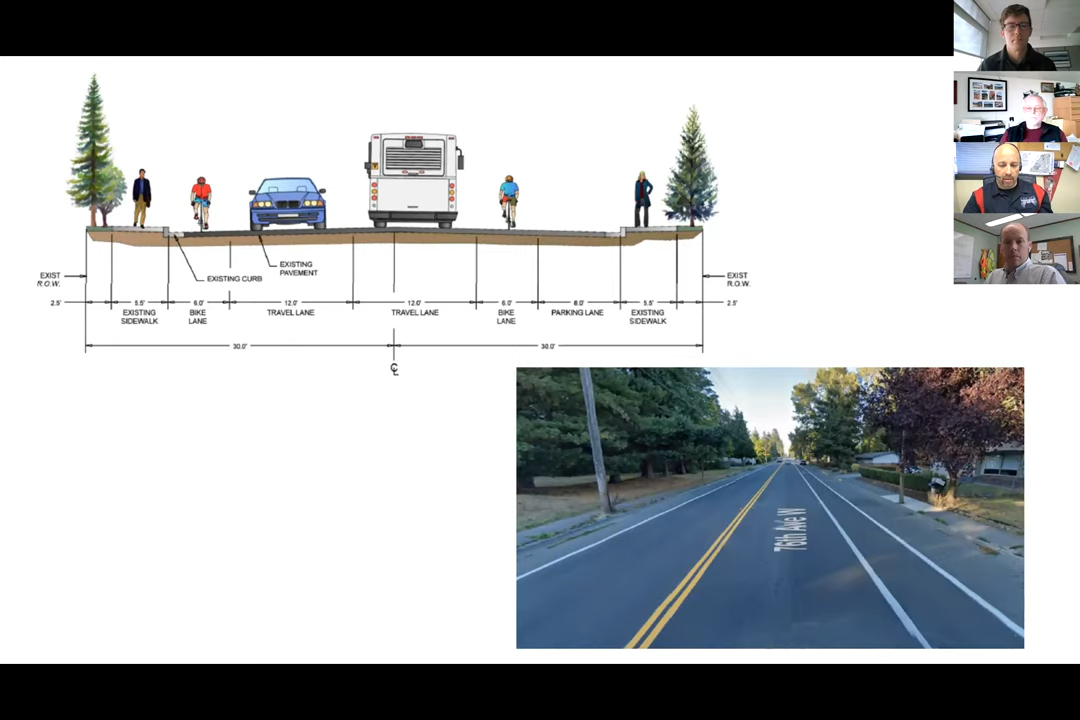 EXISTING
PAVEMENT
EXISTING CURB
EXIST
R.O.W.
EXIST
R.O.W.
2.5'
5.5'
6.0'
12.0'
12.0'
6.0'
8.0'
5.5'
2.5'
EXISTING
SIDEWALK
BIKE
LANE
TRAVEL LANE
TRAVEL LANE
BIKE
LANE
PARKING LANE
EXISTING
SIDEWALK
30.0'
30.0'
℄
76th Ave W